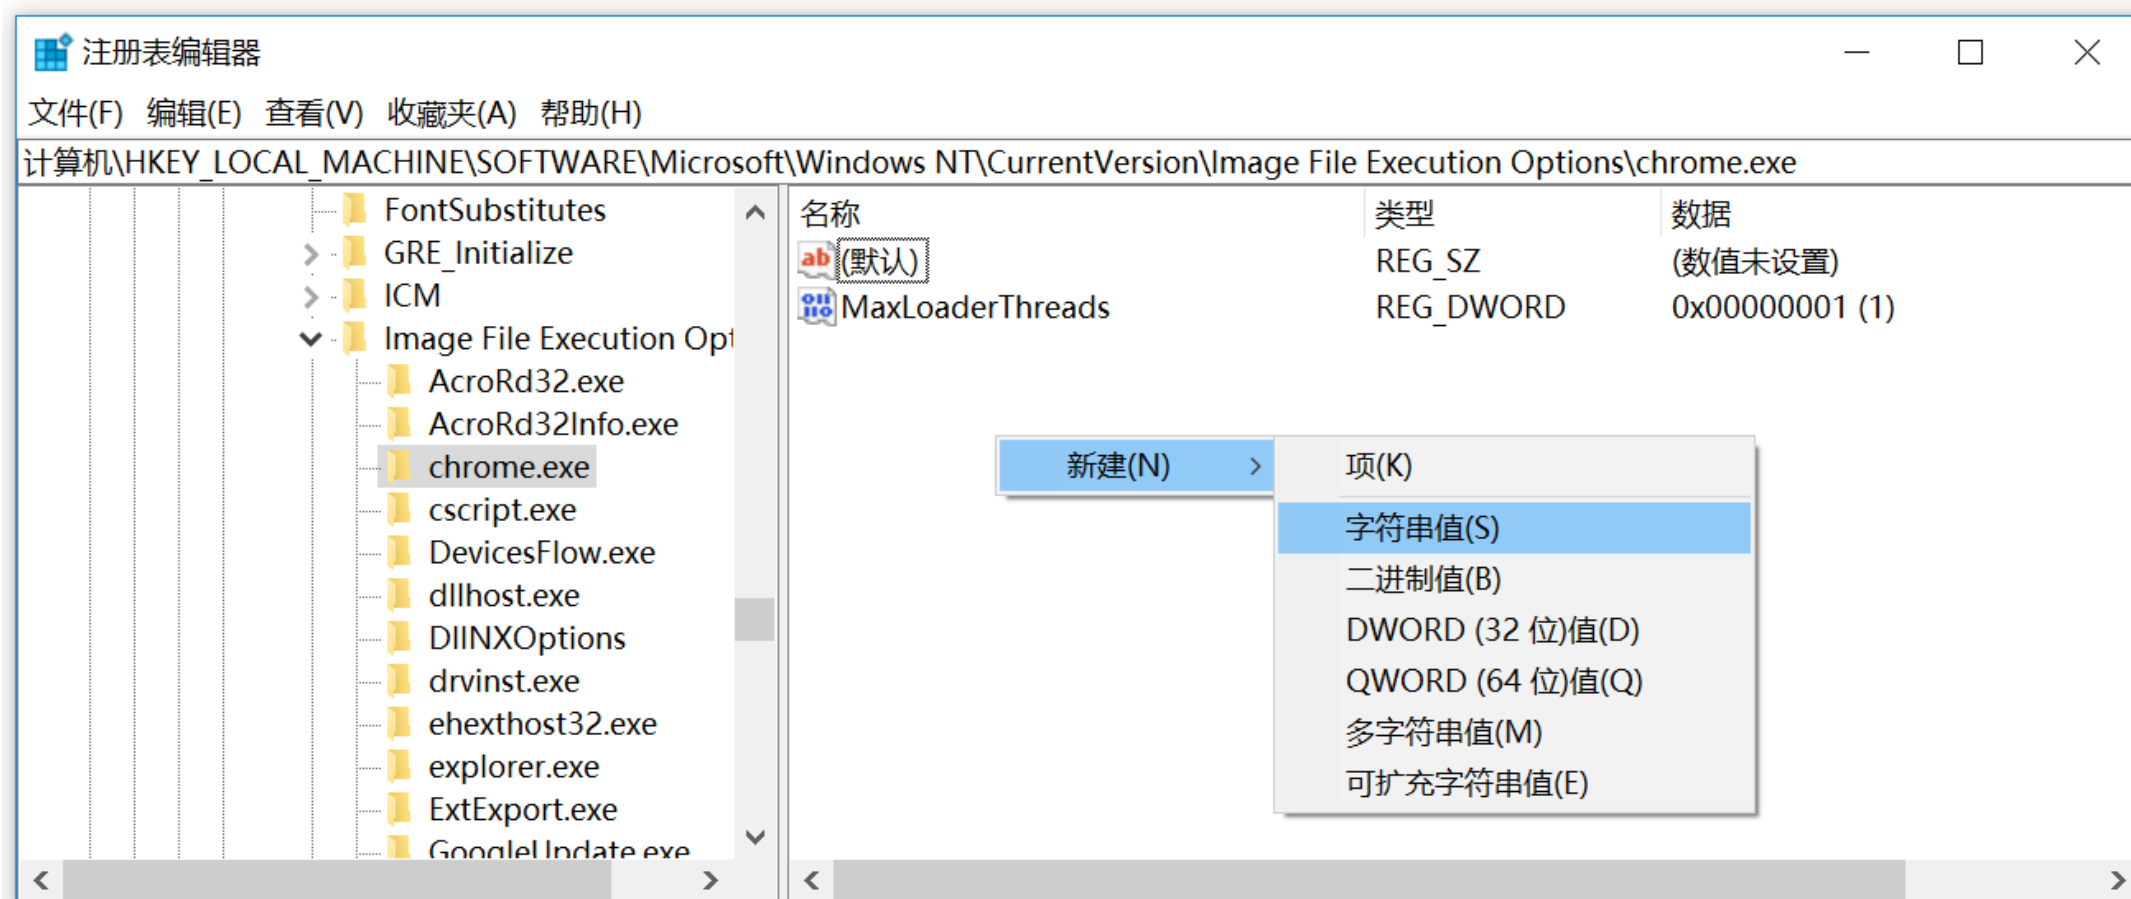 注册表编辑器
文件(F) 编辑(E) 查看(V) 收藏夹(A) 帮助(H)
计算机\HKEY_LOCAL_MACHINE\SOFTWARE\Microsoft\Windows NT\CurrentVersion\Image File Execution Options\chrome.exe
FontSubstitutes
GRE_Initialize
ICM
Image File Execution Opt
AcroRd32.exe
AcroRd32Info.exe
chrome.exe
cscript.exe
DevicesFlow.exe
dllhost.exe
DllNXOptions
drvinst.exe
ehexthost32.exe
explorer.exe
ExtExport.exe
GoogleUpdate.exe
名称 类型 数据
(默认) REG_SZ (数值未设置)
MaxLoaderThreads REG_DWORD 0x00000001 (1)
新建(N)
项(K)
字符串值(S)
二进制值(B)
DWORD (32 位)值(D)
QWORD (64 位)值(Q)
多字符串值(M)
可扩充字符串值(E)